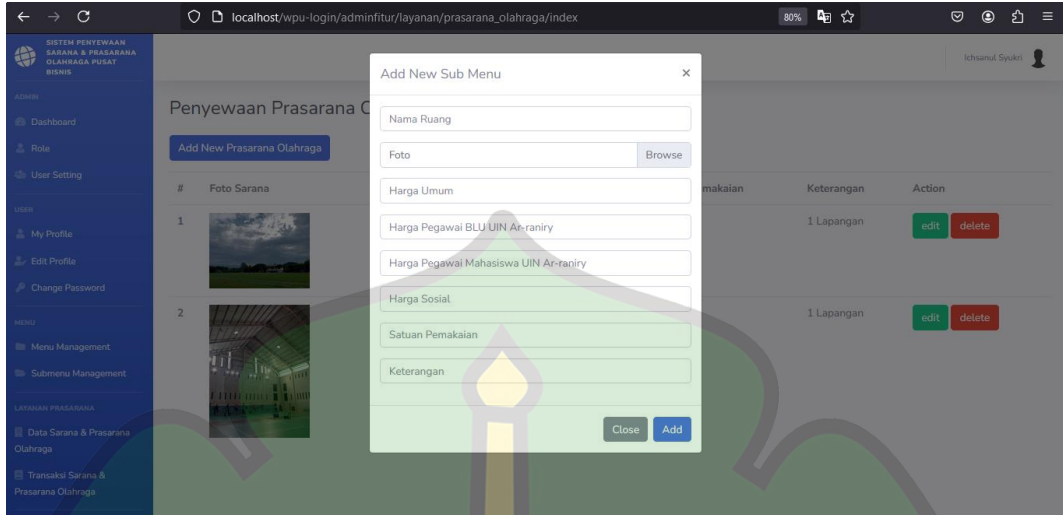 localhost/wpu-login/adminfitur/layanan/prasarana_olahraga/index
80%
SISTEM PENYEWAAN
SARANA & PRASARANA
OLAHRAGA PUSAT
BISNIS
Ichsanul Syukri
ADMIN
Dashboard
Role
User Setting
USER
My Profile
Edit Profile
Change Password
MENU
Menu Management
Submenu Management
LAYANAN PRASARANA
Data Sarana & Prasarana
Olahraga
Transaksi Sarana &
Prasarana Olahraga
Penyewaan Prasarana O
Add New Prasarana Olahraga
# Foto Sarana makaian Keterangan Action
1 1 Lapangan edit delete
2 1 Lapangan edit delete
Add New Sub Menu ×
Nama Ruang
Foto Browse
Harga Umum
Harga Pegawai BLU UIN Ar-raniry
Harga Pegawai Mahasiswa UIN Ar-raniry
Harga Sosial
Satuan Pemakaian
Keterangan
Close Add